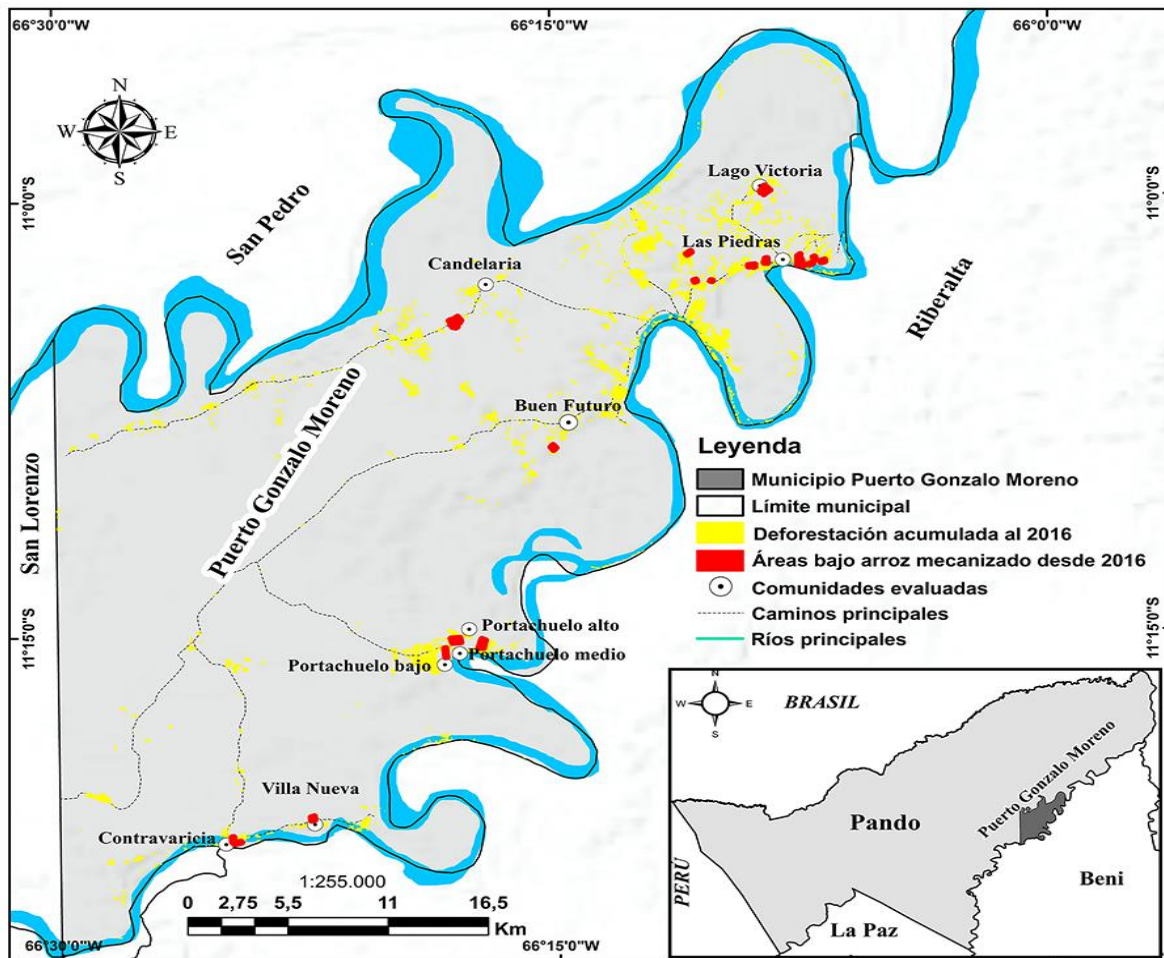 66°30'0"W
66°15'0"W
66°0'0"W
N
W
E
S
11°0'0"S
11°0'0"S
San Pedro
Lago Victoria
Las Piedras
Candelaria
Riberalta
Puerto Gonzalo Moreno
Buen Futuro
San Lorenzo
Leyenda
Municipio Puerto Gonzalo Moreno
Límite municipal
Deforestación acumulada al 2016
Áreas bajo arroz mecanizado desde 2016
Comunidades evaluadas
Caminos principales
Ríos principales
11°15'0"S
11°15'0"S
Portachuelo alto
Portachuelo medio
Portachuelo bajo
Villa Nueva
Contravaricia
1:255.000
0 2,75 5,5 11 16,5
Km
66°30'0"W
66°15'0"W
N
W
E
S
BRASIL
Puerto Gonzalo Moreno
Pando
Beni
PERÚ
La Paz